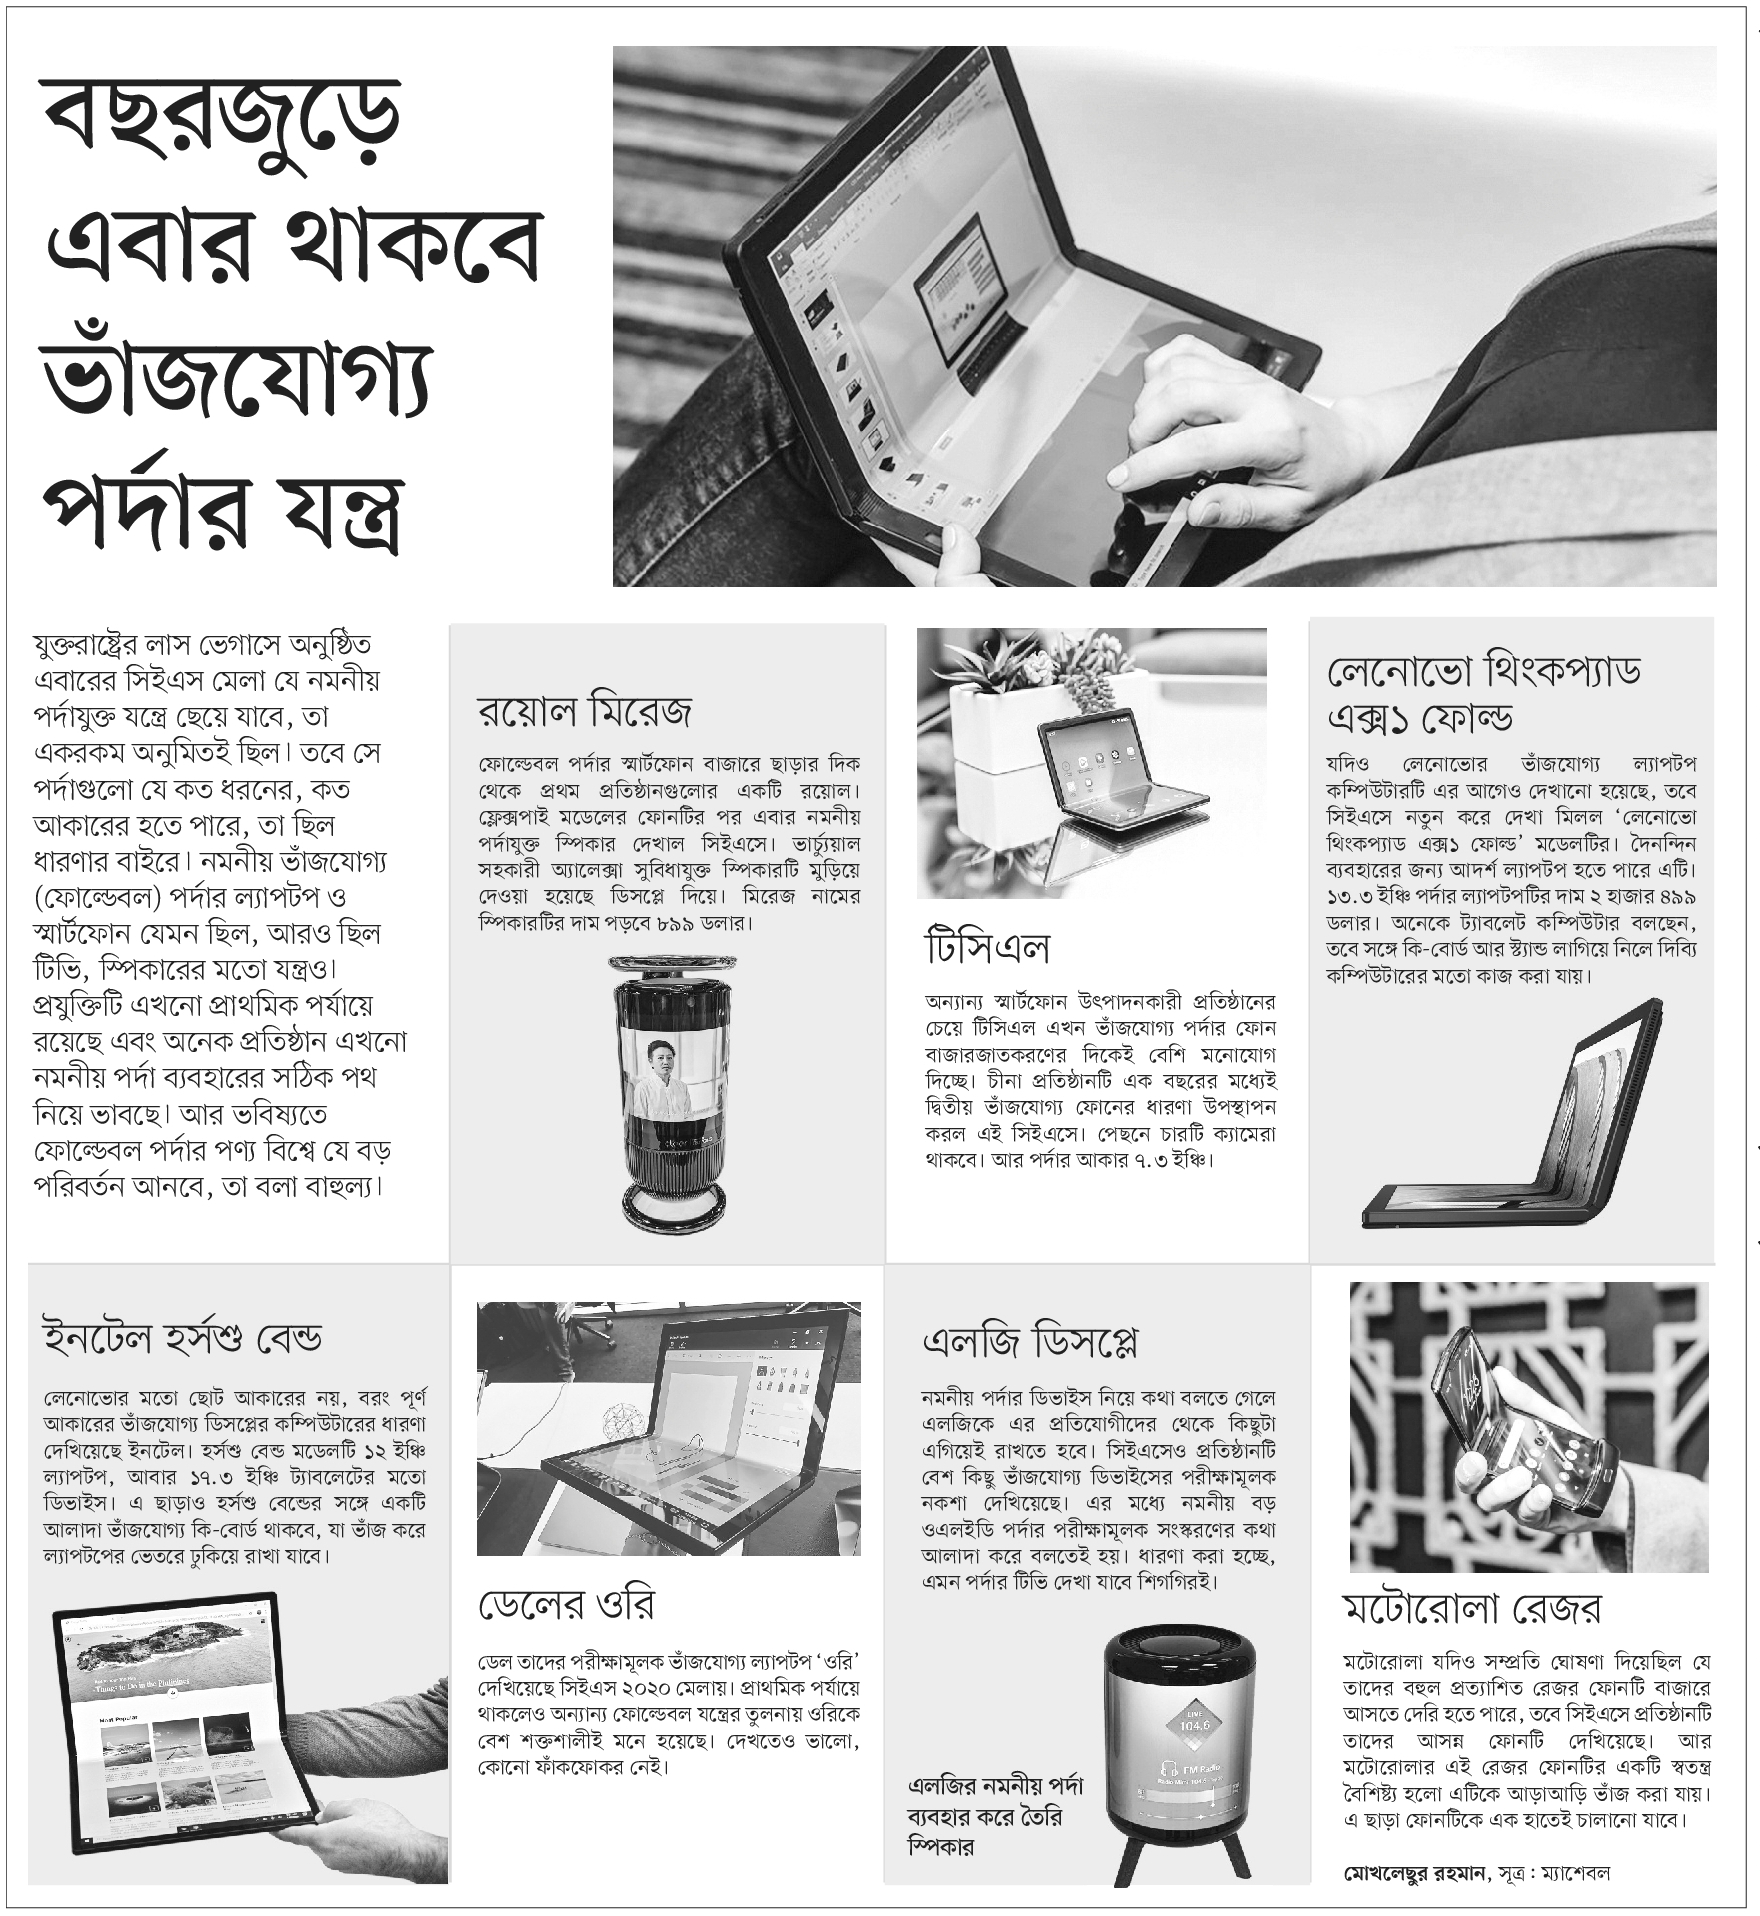 বছরজুড়ে
এবার থাকবে
ভাঁজযোগ্য
পর্দার যন্ত্র
যুক্তরাষ্ট্রের লাস ভেগাসে অনুষ্ঠিত
এবারের সিইএস মেলা যে নমনীয়
পর্দাযুক্ত যন্ত্রে ছেয়ে যাবে, তা
একরকম অনুমিতই ছিল। তবে সে
পর্দাগুলো যে কত ধরনের, কত
আকারের হতে পারে, তা ছিল
ধারণার বাইরে। নমনীয় ভাঁজযোগ্য
(ফোল্ডেবল) পর্দার ল্যাপটপ ও
স্মার্টফোন যেমন ছিল, আরও ছিল
টিভি, স্পিকারের মতো যন্ত্রও।
প্রযুক্তিটি এখনো প্রাথমিক পর্যায়ে
রয়েছে এবং অনেক প্রতিষ্ঠান এখনো
নমনীয় পর্দা ব্যবহারের সঠিক পথ
নিয়ে ভাবছে। আর ভবিষ্যতে
ফোল্ডেবল পর্দার পণ্য বিশ্বে যে বড়
পরিবর্তন আনবে, তা বলা বাহুল্য।
রয়োল মিরেজ
ফোল্ডেবল পর্দার স্মার্টফোন বাজারে ছাড়ার দিক
থেকে প্রথম প্রতিষ্ঠানগুলোর একটি রয়োল।
ফ্লেক্সপাই মডেলের ফোনটির পর এবার নমনীয়
পর্দাযুক্ত স্পিকার দেখাল সিইএসে। ভার্চ্যুয়াল
সহকারী অ্যালেক্সা সুবিধাযুক্ত স্পিকারটি মুড়িয়ে
দেওয়া হয়েছে ডিসপ্লে দিয়ে। মিরেজ নামের
স্পিকারটির দাম পড়বে ৮৯৯ ডলার।
টিসিএল
অন্যান্য স্মার্টফোন উৎপাদনকারী প্রতিষ্ঠানের
চেয়ে টিসিএল এখন ভাঁজযোগ্য পর্দার ফোন
বাজারজাতকরণের দিকেই বেশি মনোযোগ
দিচ্ছে। চীনা প্রতিষ্ঠানটি এক বছরের মধ্যেই
দ্বিতীয় ভাঁজযোগ্য ফোনের ধারণা উপস্থাপন
করল এই সিইএসে। পেছনে চারটি ক্যামেরা
থাকবে। আর পর্দার আকার ৭.৩ ইঞ্চি।
লেনোভো থিংকপ্যাড
এক্স১ ফোল্ড
যদিও লেনোভোর ভাঁজযোগ্য ল্যাপটপ
কম্পিউটারটি এর আগেও দেখানো হয়েছে, তবে
সিইএসে নতুন করে দেখা মিলল ‘লেনোভো
থিংকপ্যাড এক্স১ ফোল্ড’ মডেলটির। দৈনন্দিন
ব্যবহারের জন্য আদর্শ ল্যাপটপ হতে পারে এটি।
১৩.৩ ইঞ্চি পর্দার ল্যাপটপটির দাম ২ হাজার ৪৯৯
ডলার। অনেকে ট্যাবলেট কম্পিউটার বলছেন,
তবে সঙ্গে কি-বোর্ড আর স্ট্যান্ড লাগিয়ে নিলে দিব্যি
কম্পিউটারের মতো কাজ করা যায়।
ইনটেল হর্সশু বেন্ড
লেনোভোর মতো ছোট আকারের নয়, বরং পূর্ণ
আকারের ভাঁজযোগ্য ডিসপ্লের কম্পিউটারের ধারণা
দেখিয়েছে ইনটেল। হর্সশু বেন্ড মডেলটি ১২ ইঞ্চি
ল্যাপটপ, আবার ১৭.৩ ইঞ্চি ট্যাবলেটের মতো
ডিভাইস। এ ছাড়াও হর্সশু বেন্ডের সঙ্গে একটি
আলাদা ভাঁজযোগ্য কি-বোর্ড থাকবে, যা ভাঁজ করে
ল্যাপটপের ভেতরে ঢুকিয়ে রাখা যাবে।
Things to Do in the Philippines
Most Popular
ডেলের ওরি
ডেল তাদের পরীক্ষামূলক ভাঁজযোগ্য ল্যাপটপ ‘ওরি’
দেখিয়েছে সিইএস ২০২০ মেলায়। প্রাথমিক পর্যায়ে
থাকলেও অন্যান্য ফোল্ডেবল যন্ত্রের তুলনায় ওরিকে
বেশ শক্তশালীই মনে হয়েছে। দেখতেও ভালো,
কোনো ফাঁকফোকর নেই।
এলজি ডিসপ্লে
নমনীয় পর্দার ডিভাইস নিয়ে কথা বলতে গেলে
এলজিকে এর প্রতিযোগীদের থেকে কিছুটা
এগিয়েই রাখতে হবে। সিইএসেও প্রতিষ্ঠানটি
বেশ কিছু ভাঁজযোগ্য ডিভাইসের পরীক্ষামূলক
নকশা দেখিয়েছে। এর মধ্যে নমনীয় বড়
ওএলইডি পর্দার পরীক্ষামূলক সংস্করণের কথা
আলাদা করে বলতেই হয়। ধারণা করা হচ্ছে,
এমন পর্দার টিভি দেখা যাবে শিগগিরই।
LIVE
104.6
FM Radio
এলজির নমনীয় পর্দা
ব্যবহার করে তৈরি
স্পিকার
মটোরোলা রেজর
মটোরোলা যদিও সম্প্রতি ঘোষণা দিয়েছিল যে
তাদের বহুল প্রত্যাশিত রেজর ফোনটি বাজারে
আসতে দেরি হতে পারে, তবে সিইএসে প্রতিষ্ঠানটি
তাদের আসন্ন ফোনটি দেখিয়েছে। আর
মটোরোলার এই রেজর ফোনটির একটি স্বতন্ত্র
বৈশিষ্ট্য হলো এটিকে আড়াআড়ি ভাঁজ করা যায়।
এ ছাড়া ফোনটিকে এক হাতেই চালানো যাবে।
মোখলেছুর রহমান, সূত্র : ম্যাশেবল